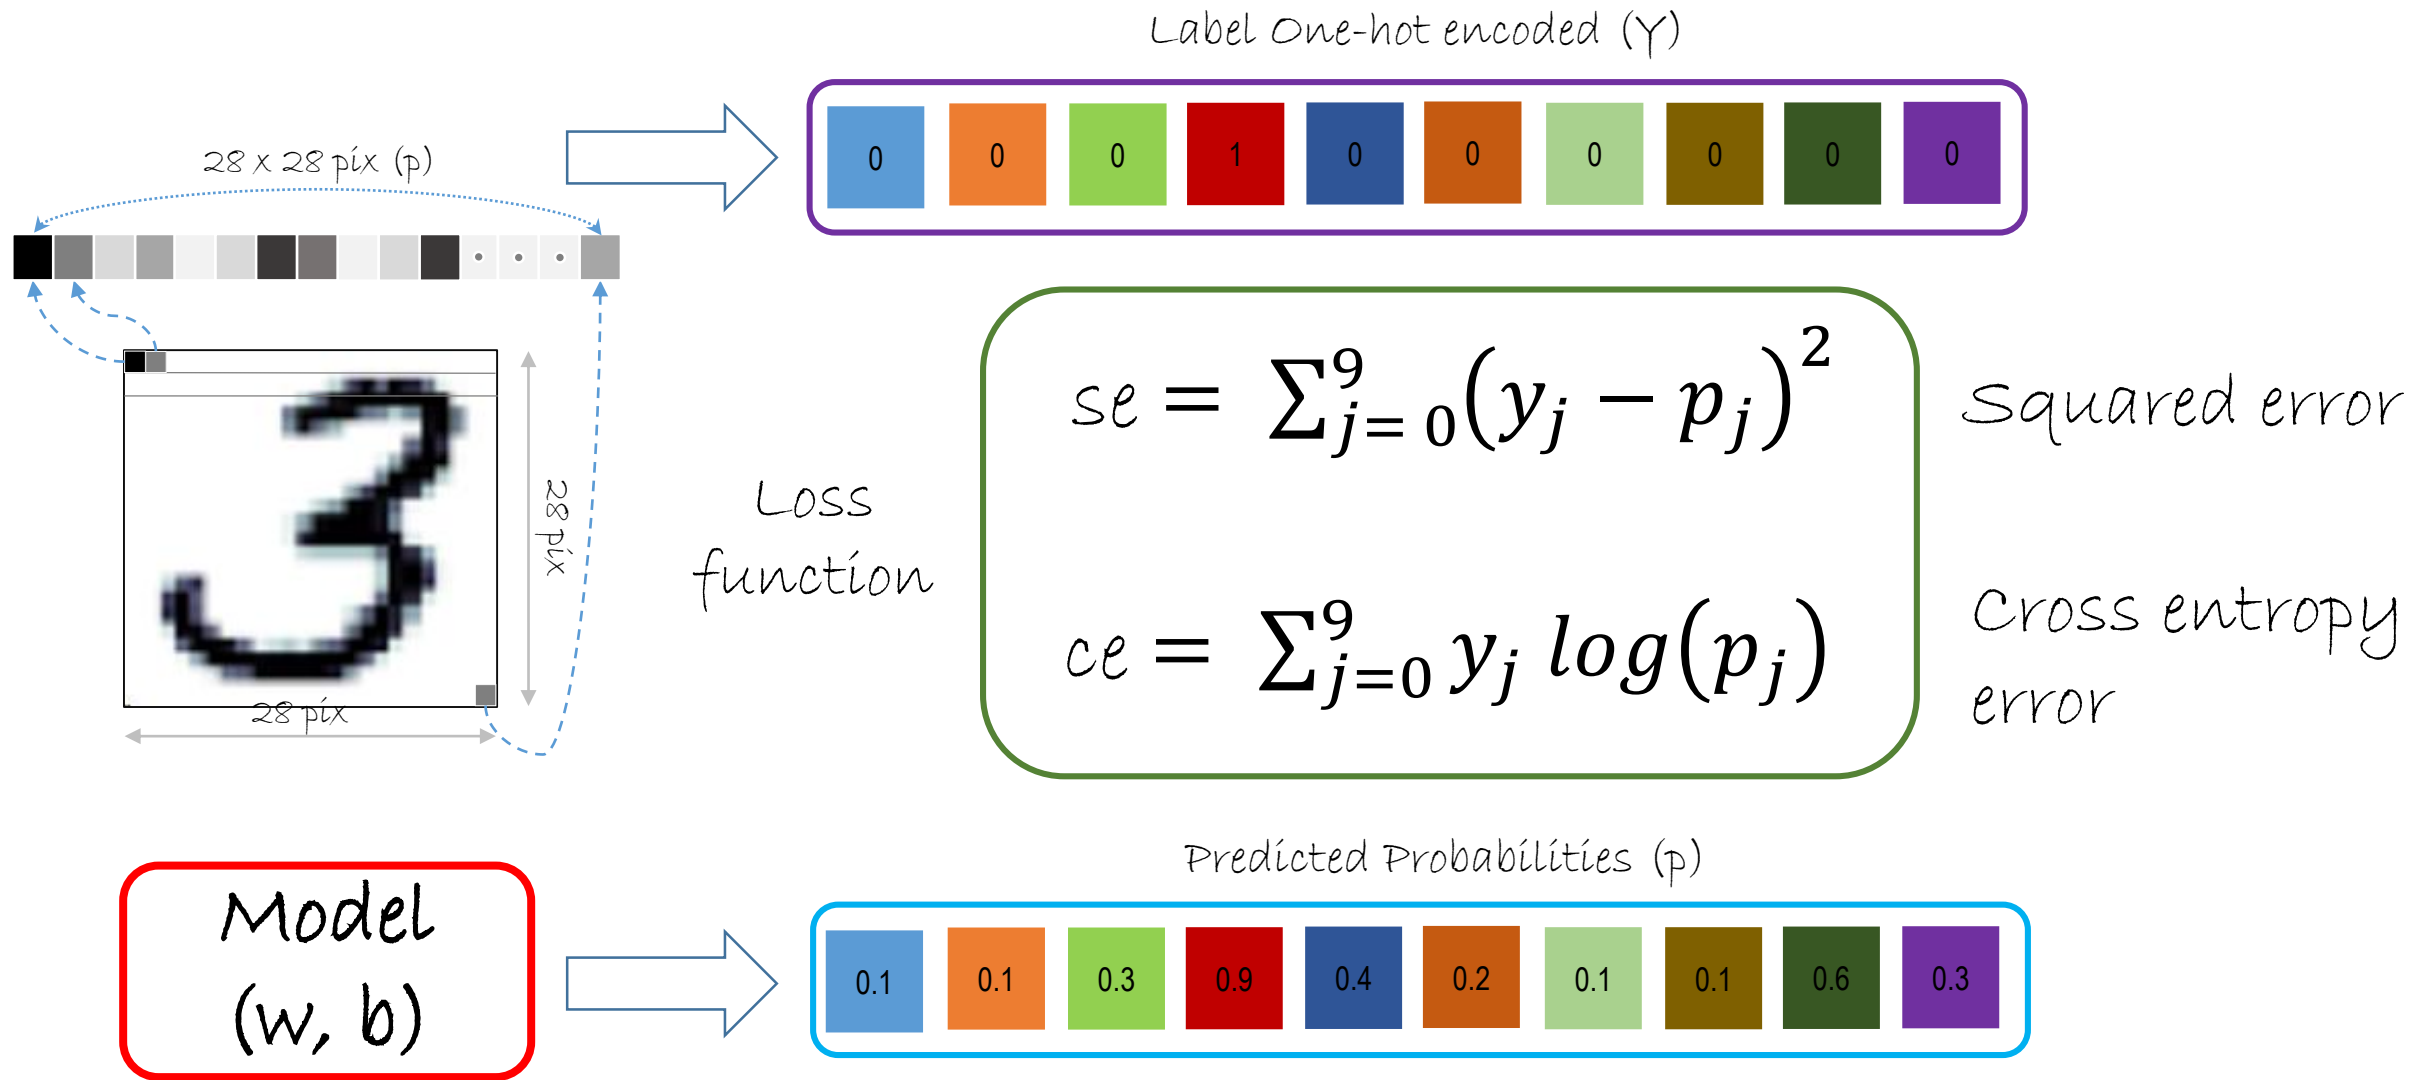 Label One-hot encoded (Y)
0 0 0 1 0 0 0 0 0 0
28 x 28 pix (p)
3
28 pix
28 pix
Loss
function
se = ∑⁹ⱼ₌ ₀(yⱼ − pⱼ)²
Squared error
ce = ∑⁹ⱼ₌₀ yⱼ log(pⱼ)
Cross entropy
error
Model
(w, b)
Predicted Probabilities (p)
0.1 0.1 0.3 0.9 0.4 0.2 0.1 0.1 0.6 0.3